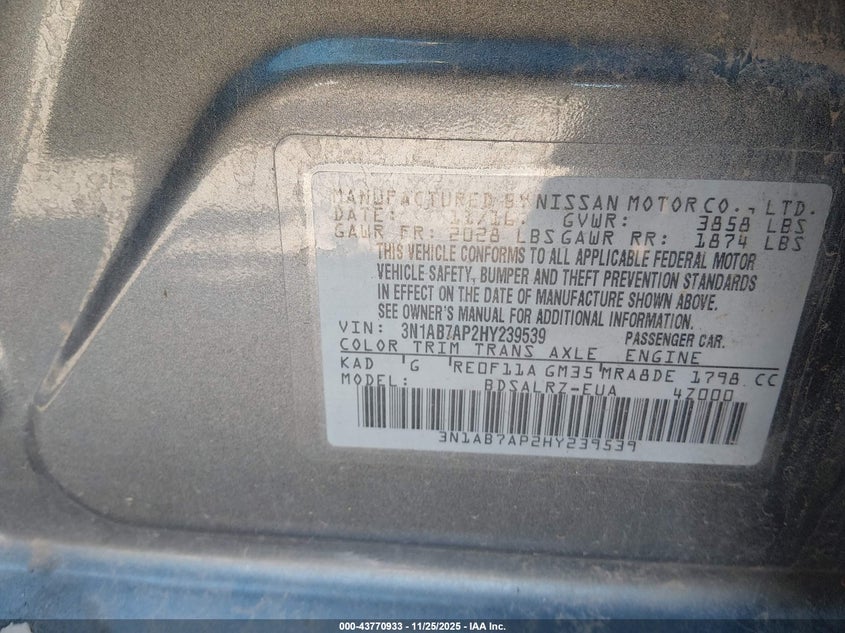 MANUFACTURED BY NISSAN MOTOR CO., LTD.
DATE: 11/16 GVWR: 3858 LBS
GAWR FR: 2028 LBS GAWR RR: 1874 LBS
THIS VEHICLE CONFORMS TO ALL APPLICABLE FEDERAL MOTOR
VEHICLE SAFETY, BUMPER AND THEFT PREVENTION STANDARDS
IN EFFECT ON THE DATE OF MANUFACTURE SHOWN ABOVE.
SEE OWNER'S MANUAL FOR ADDITIONAL INFORMATION.
VIN: 3N1AB7AP2HY239539 PASSENGER CAR.
COLOR TRIM TRANS AXLE ENGINE
KAD G RE0F11A GM35 MRA8DE 1798 CC
MODEL: BDSALRZ-EUA 4Z000
3N1AB7AP2HY239539
000-43770933 - 11/25/2025 - IAA Inc.